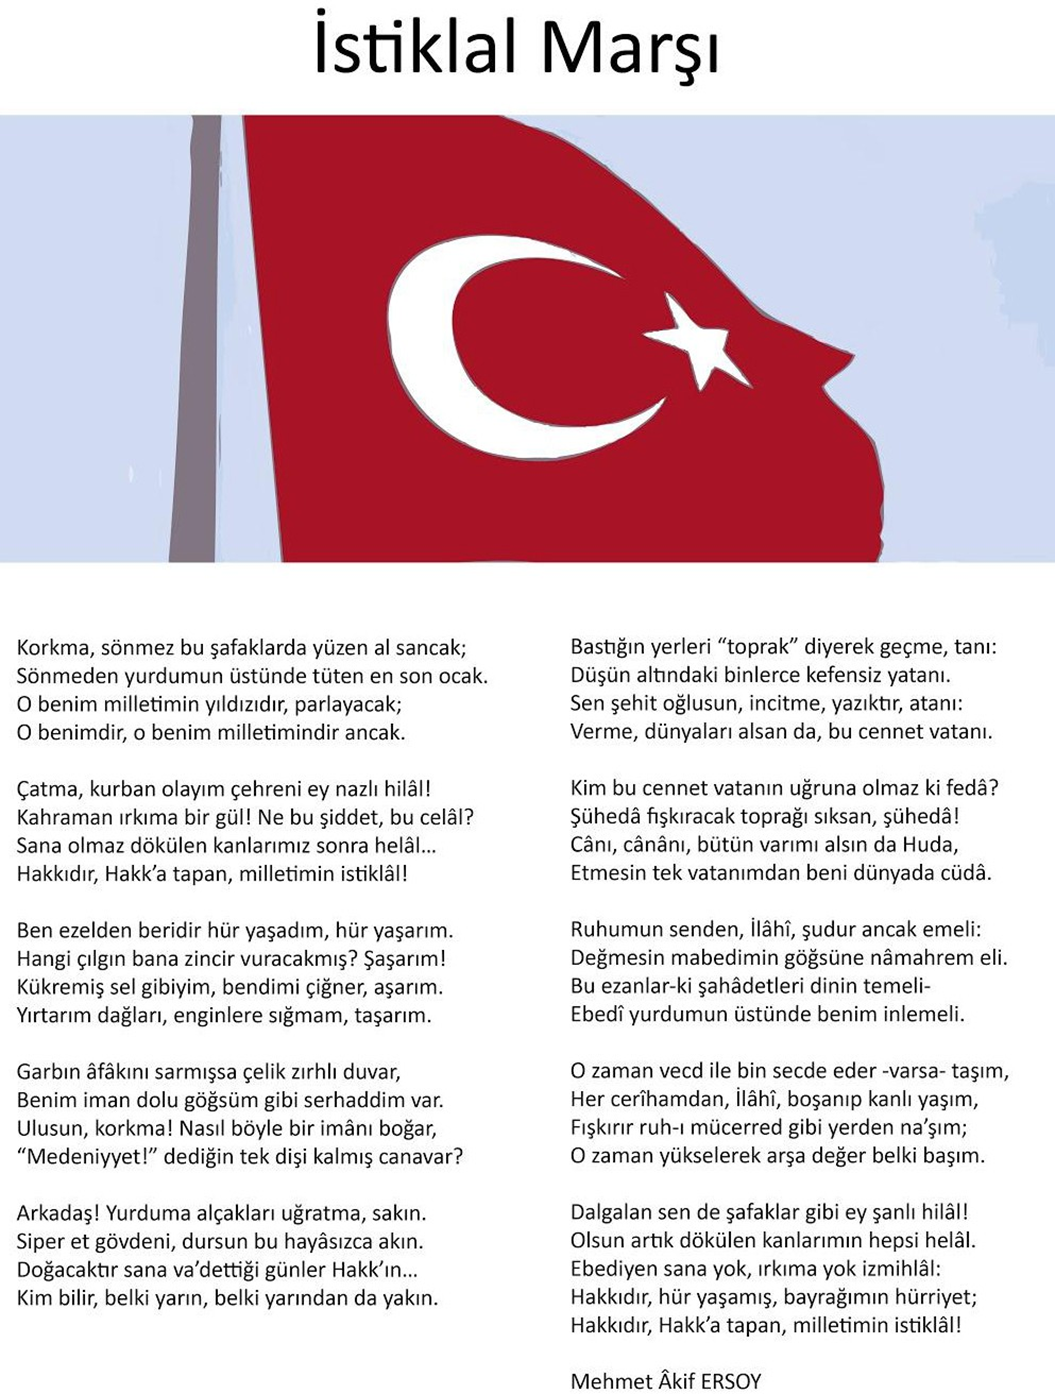 İstiklal Marşı
Korkma, sönmez bu şafaklarda yüzen al sancak;
Sönmeden yurdumun üstünde tüten en son ocak.
O benim milletimin yıldızıdır, parlayacak;
O benimdir, o benim milletimindir ancak.
Çatma, kurban olayım çehreni ey nazlı hilâl!
Kahraman ırkıma bir gül! Ne bu şiddet, bu celâl?
Sana olmaz dökülen kanlarımız sonra helâl...
Hakkıdır, Hakk’a tapan, milletimin istiklâl!
Ben ezelden beridir hür yaşadım, hür yaşarım.
Hangi çılgın bana zincir vuracakmış? Şaşarım!
Kükremiş sel gibiyim, bendimi çiğner, aşarım.
Yırtarım dağları, enginlere sığmam, taşarım.
Garbın âfâkını sarmışsa çelik zırhlı duvar,
Benim iman dolu göğsüm gibi serhaddim var.
Ulusun, korkma! Nasıl böyle bir imânı boğar,
“Medeniyyet!” dediğin tek dişi kalmış canavar?
Arkadaş! Yurduma alçakları uğratma, sakın.
Siper et gövdeni, dursun bu hayâsızca akın.
Doğacaktır sana va’dettiği günler Hakk’ın...
Kim bilir, belki yarın, belki yarından da yakın.
Bastığın yerleri “toprak” diyerek geçme, tanı:
Düşün altındaki binlerce kefensiz yatanı.
Sen şehit oğlusun, incitme, yazıktır, atanı:
Verme, dünyaları alsan da, bu cennet vatanı.
Kim bu cennet vatanın uğruna olmaz ki fedâ?
Şühedâ fışkıracak toprağı sıksan, şühedâ!
Cânı, cânânı, bütün varımı alsın da Huda,
Etmesin tek vatanımdan beni dünyada cüdâ.
Ruhumun senden, İlâhî, şudur ancak emeli:
Değmesin mabedimin göğsüne nâmahrem eli.
Bu ezanlar-ki şahâdetleri dinin temeli-
Ebedî yurdumun üstünde benim inlemeli.
O zaman vecd ile bin secde eder -varsa- taşım,
Her cerîhamdan, İlâhî, boşanıp kanlı yaşım,
Fışkırır ruh-ı mücerred gibi yerden na’şım;
O zaman yükselerek arşa değer belki başım.
Dalgalan sen de şafaklar gibi ey şanlı hilâl!
Olsun artık dökülen kanlarımın hepsi helâl.
Ebediyen sana yok, ırkıma yok izmihlâl:
Hakkıdır, hür yaşamış, bayrağımın hürriyet;
Hakkıdır, Hakk’a tapan, milletimin istiklâl!
Mehmet Âkif ERSOY